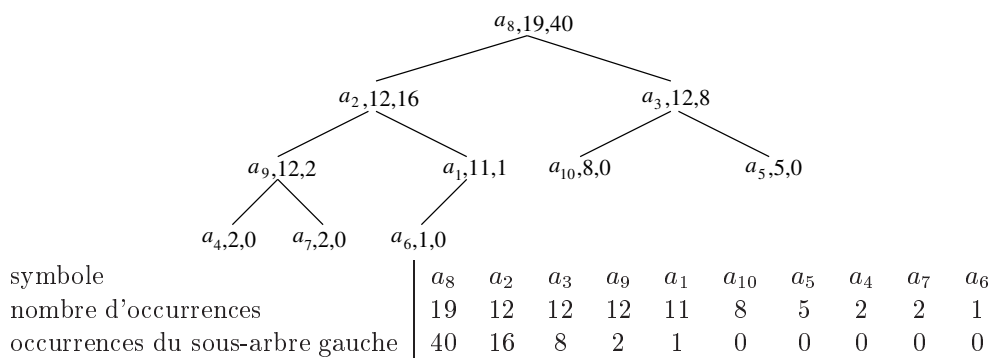 a8,19,40
a2,12,16 a3,12,8
a9,12,2 a1,11,1 a10,8,0 a5,5,0
a4,2,0 a7,2,0 a6,1,0
symbole a8 a2 a3 a9 a1 a10 a5 a4 a7 a6
nombre d'occurrences 19 12 12 12 11 8 5 2 2 1
occurrences du sous-arbre gauche 40 16 8 2 1 0 0 0 0 0